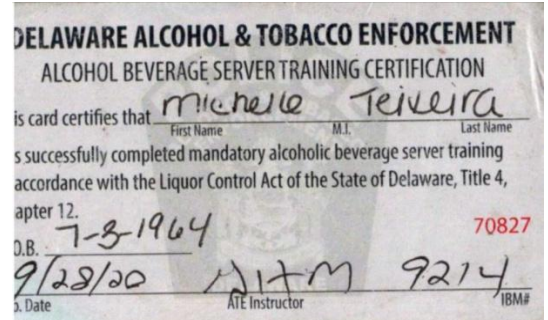 DELAWARE ALCOHOL & TOBACCO ENFORCEMENT
ALCOHOL BEVERAGE SERVER TRAINING CERTIFICATION
is card certifies that Michelle Teixeira
First Name M.I. Last Name
s successfully completed mandatory alcoholic beverage server training
accordance with the Liquor Control Act of the State of Delaware, Title 4,
apter 12.
70827
O.B. 7-3-1964
9/28/20 9214
p. Date ATE Instructor IBM#